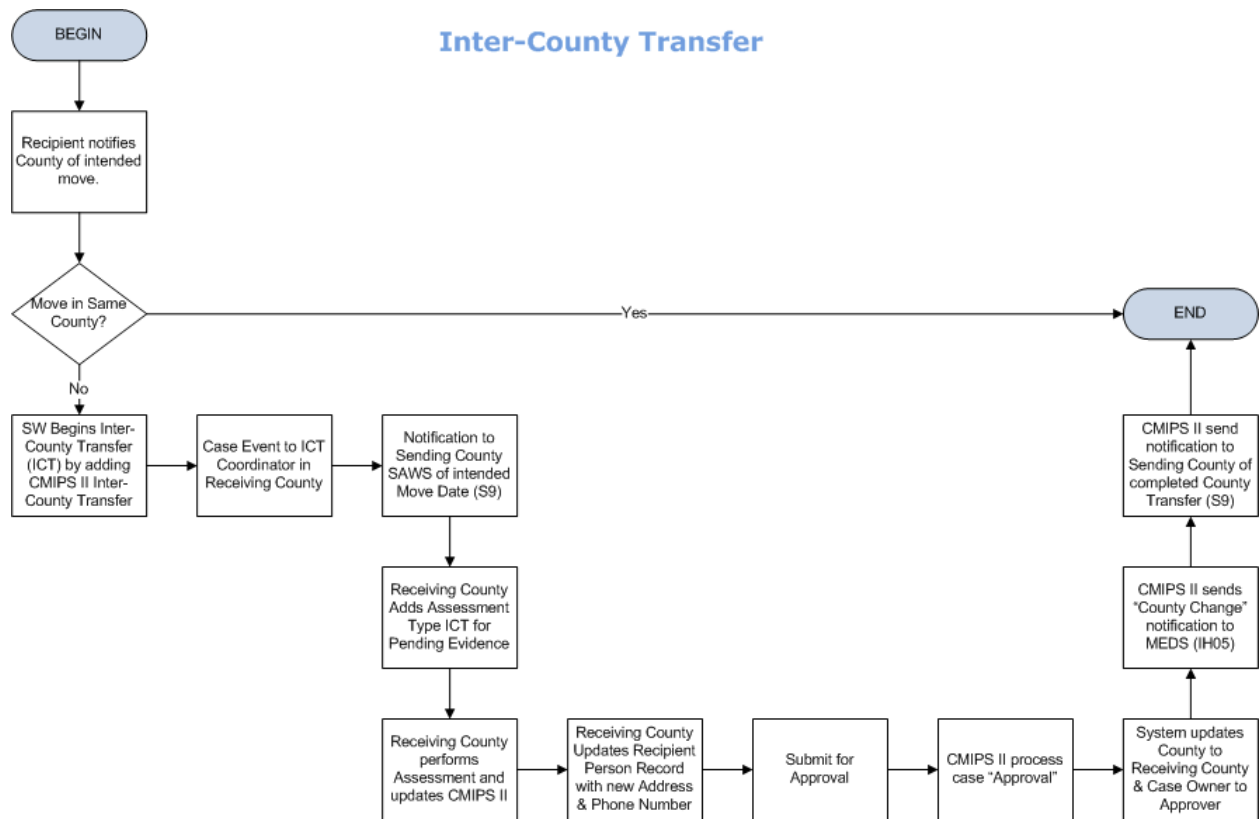 BEGIN
Inter-County Transfer
Recipient notifies
County of intended
move.
Move in Same
County?
Yes
END
No
SW Begins Inter-
County Transfer
(ICT) by adding
CMIPS II Inter-
County Transfer
Case Event to ICT
Coordinator in
Receiving County
Notification to
Sending County
SAWS of intended
Move Date (S9)
CMIPS II send
notification to
Sending County of
completed County
Transfer (S9)
Receiving County
Adds Assessment
Type ICT for
Pending Evidence
CMIPS II sends
“County Change”
notification to
MEDS (IH05)
Receiving County
performs
Assessment and
updates CMIPS II
Receiving County
Updates Recipient
Person Record
with new Address
& Phone Number
Submit for
Approval
CMIPS II process
case “Approval”
System updates
County to
Receiving County
& Case Owner to
Approver